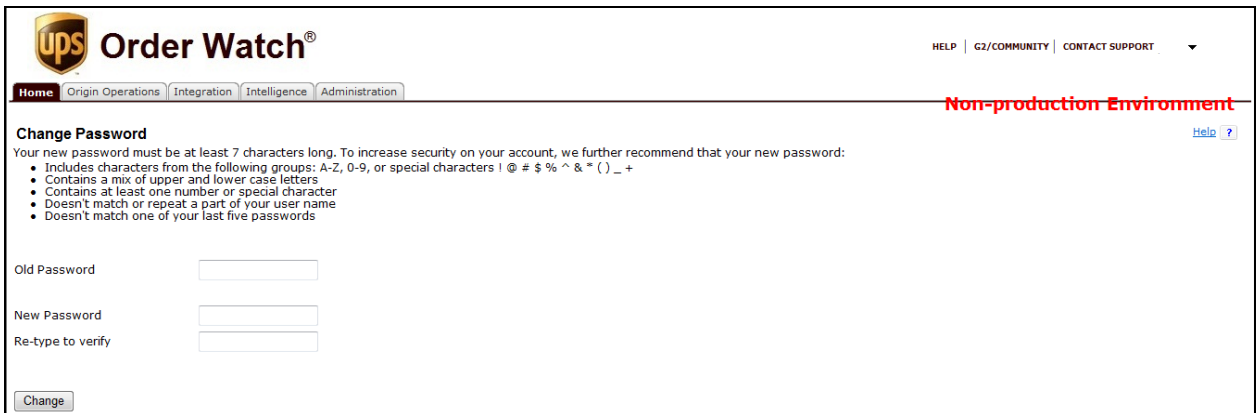 ups Order Watch®
HELP | G2/COMMUNITY | CONTACT SUPPORT
Home Origin Operations Integration Intelligence Administration
Non-production Environment
Change Password
Help ?
Your new password must be at least 7 characters long. To increase security on your account, we further recommend that your new password:
• Includes characters from the following groups: A-Z, 0-9, or special characters ! @ # $ % ^ & * ( ) _ +
• Contains a mix of upper and lower case letters
• Contains at least one number or special character
• Doesn't match or repeat a part of your user name
• Doesn't match one of your last five passwords
Old Password
New Password
Re-type to verify
Change